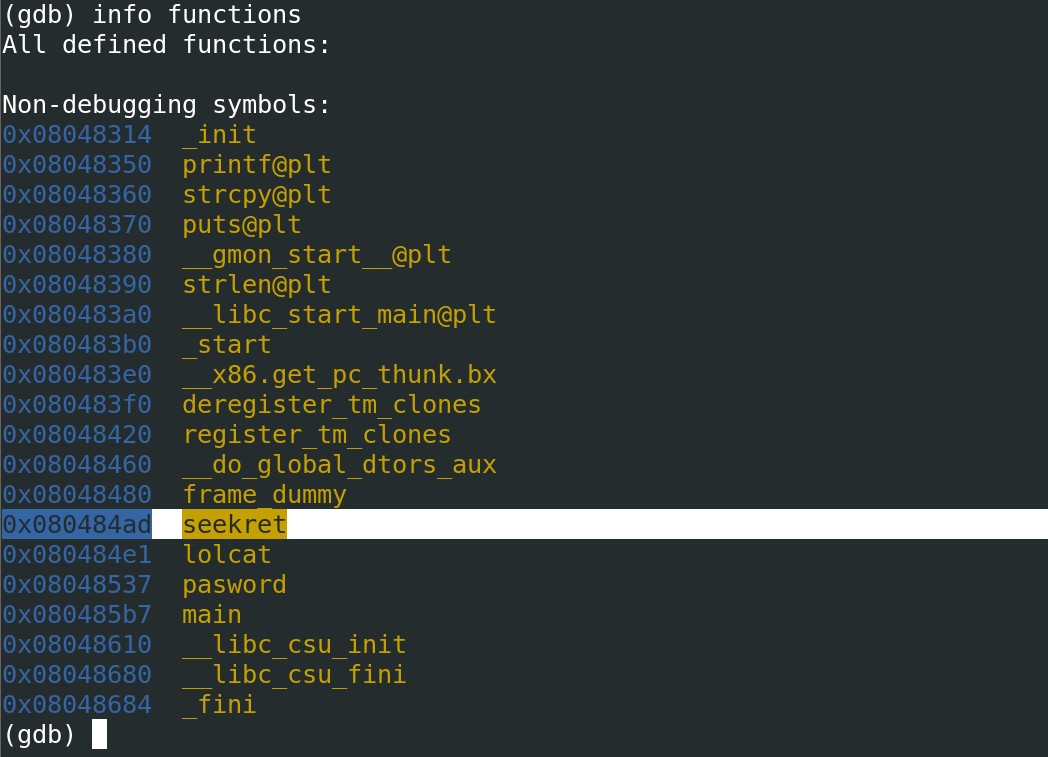 (gdb) info functions
All defined functions:

Non-debugging symbols:
0x08048314  _init
0x08048350  printf@plt
0x08048360  strcpy@plt
0x08048370  puts@plt
0x08048380  __gmon_start__@plt
0x08048390  strlen@plt
0x080483a0  __libc_start_main@plt
0x080483b0  _start
0x080483e0  __x86.get_pc_thunk.bx
0x080483f0  deregister_tm_clones
0x08048420  register_tm_clones
0x08048460  __do_global_dtors_aux
0x08048480  frame_dummy
0x080484ad  seekret
0x080484e1  lolcat
0x08048537  pasword
0x080485b7  main
0x08048610  __libc_csu_init
0x08048680  __libc_csu_fini
0x08048684  _fini
(gdb)